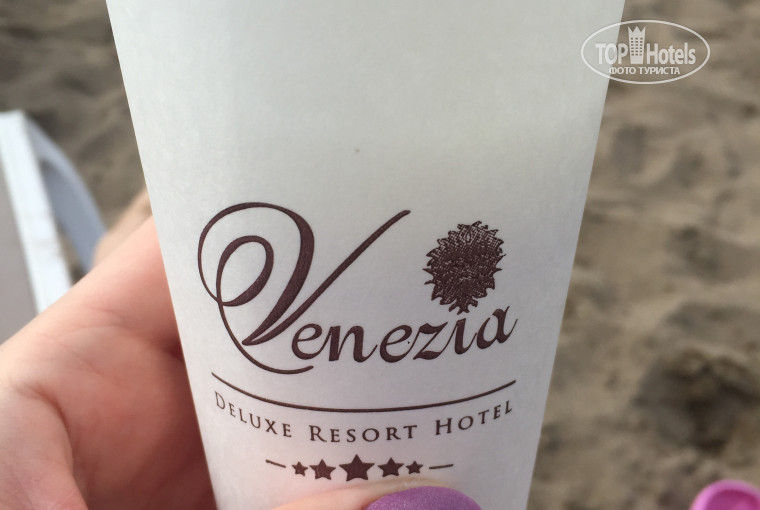 TOP Hotels
ФОТО ТУРИСТА
Venezia
DELUXE RESORT HOTEL